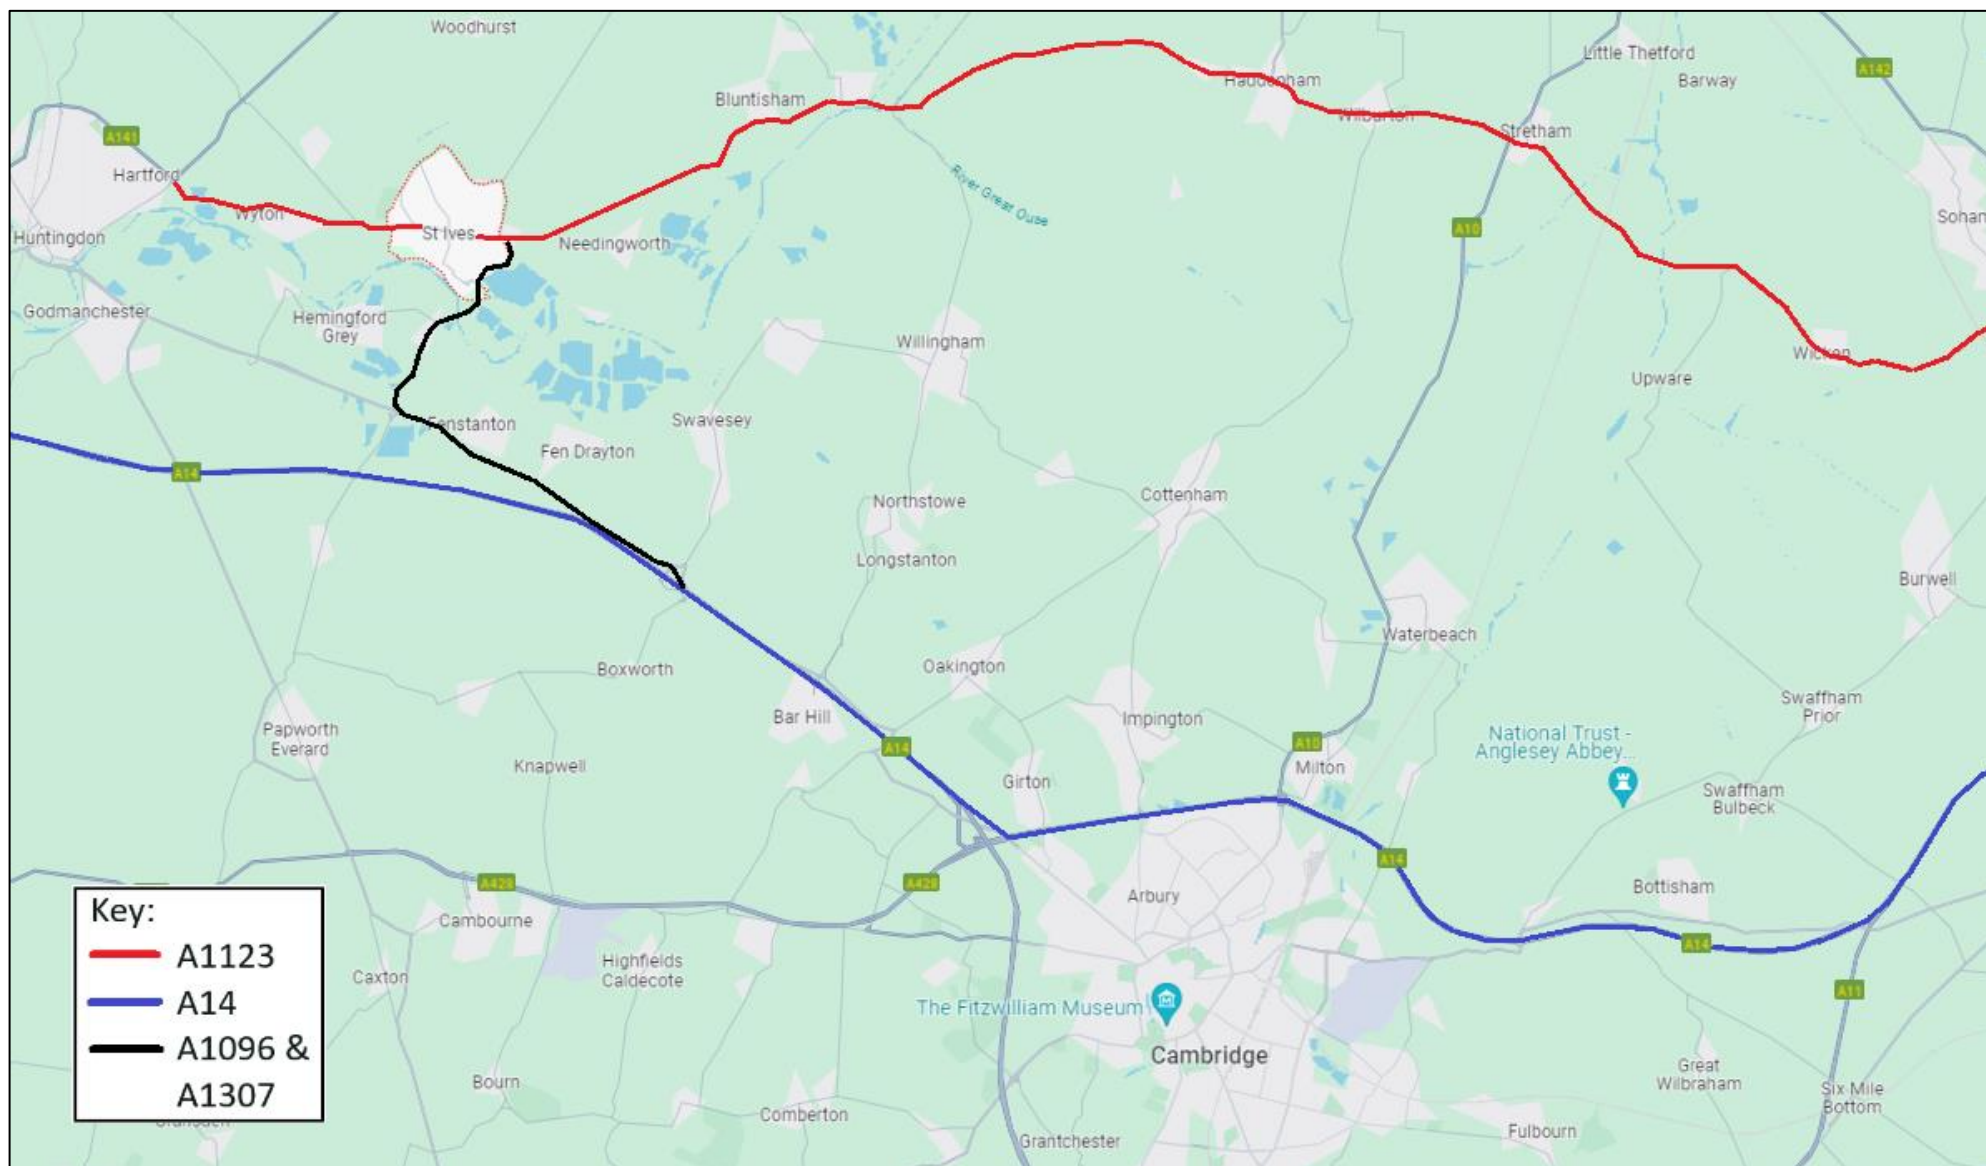 Woodhurst
Little Thetford
Barway
A142
Haddenham
Bluntisham
Wilburton
Stretham
A141
Hartford
River Great Ouse
Wyton
Soham
A10
St Ives
Needingworth
Huntingdon
Godmanchester
Hemingford
Grey
Willingham
Wicken
Upware
Fenstanton
Swavesey
Fen Drayton
A14
Northstowe
Cottenham
Longstanton
Burwell
Waterbeach
Boxworth
Oakington
Swaffham
Prior
Bar Hill
Impington
Papworth
Everard
National Trust -
Anglesey Abbey...
A14
A10
Knapwell
Girton
Milton
Swaffham
Bulbeck
A14
A428
A428
Arbury
Bottisham
Cambourne
A14
Highfields
Caldecote
Caxton
A11
The Fitzwilliam Museum
Cambridge
Bourn
Great
Wilbraham
Six Mile
Bottom
Comberton
Grantchester
Fulbourn
Key:
A1123
A14
A1096 &
A1307